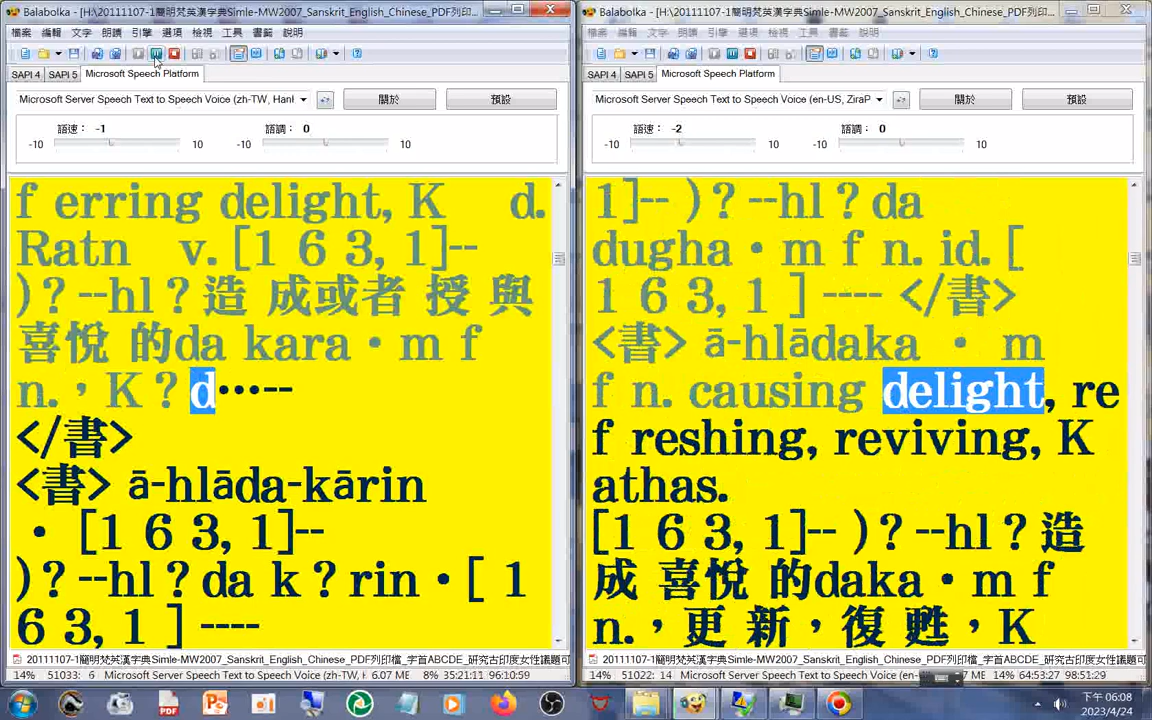 Balabolka - [H:\20111107-1簡明梵英漢字典Simle-MW2007_Sanskrit_English_Chinese_PDF列印...
檔案 編輯 文字 朗讀 引擎 選項 檢視 工具 書籤 說明
SAPI 4 SAPI 5 Microsoft Speech Platform
Microsoft Server Speech Text to Speech Voice (zh-TW, Hanl
關於
預設
語速： -1
語調： 0
-10 10 -10 10
f erring delight, K d.
Ratn v. [1 6 3, 1]--
)？--hl？造 成或者 授 與
喜悅 的da kara・m f
n.，K？d⋯--
</書>
<書> ā-hlāda-kārin
・ [1 6 3, 1]--
)？--hl？da k？rin・[ 1
6 3, 1 ] ----
20111107-1簡明梵英漢字典Simle-MW2007_Sanskrit_English_Chinese_PDF列印檔_字首ABCDE_研究古印度女性議題可
14% 51033: 6 Microsoft Server Speech Text to Speech Voice (zh-TW, H 6.07 MB 8% 35:21:11 96:10:59
Balabolka - [H:\20111107-1簡明梵英漢字典Simle-MW2007_Sanskrit_English_Chinese_PDF列印...
檔案 編輯 文字 朗讀 引擎 選項 檢視 工具 書籤 說明
SAPI 4 SAPI 5 Microsoft Speech Platform
Microsoft Server Speech Text to Speech Voice (en-US, ZiraP
關於
預設
語速： -2
語調： 0
-10 10 -10 10
1]-- )？--hl？da
dugha・m f n. id. [
1 6 3, 1 ] ---- </書>
<書> ā-hlādaka ・ m
f n. causing delight, re
f reshing, reviving, K
athas.
[1 6 3, 1]-- )？--hl？造
成 喜悅 的daka・m f
n.，更 新，復 甦，K
20111107-1簡明梵英漢字典Simle-MW2007_Sanskrit_English_Chinese_PDF列印檔_字首ABCDE_研究古印度女性議題可
14% 51022: 14 Microsoft Server Speech Text to Speech Voice 14% 64:53:27 98:51:29
下午 06:08
2023/4/24